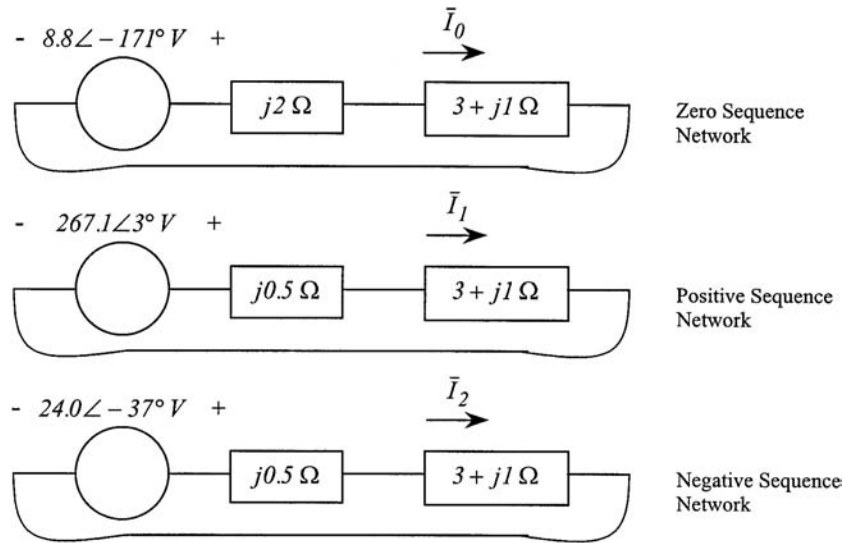 - 8.8∠-171° V +
Ī₀
j2 Ω
3 + j1 Ω
Zero Sequence
Network
- 267.1∠3° V +
Ī₁
j0.5 Ω
3 + j1 Ω
Positive Sequence
Network
- 24.0∠-37° V +
Ī₂
j0.5 Ω
3 + j1 Ω
Negative Sequence
Network